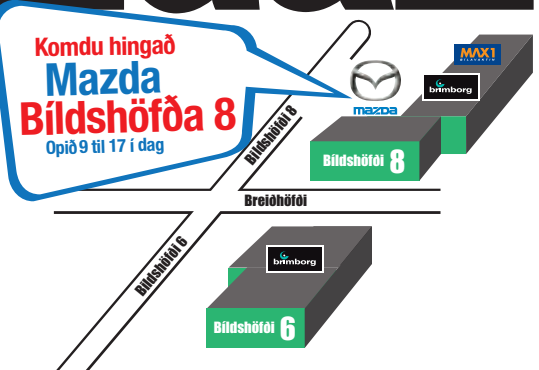 Komdu hingað
Mazda
Bíldshöfða 8
Opið 9 til 17 í dag
MAX1
BÍLAVAKTIN
brimborg
mazda
Bíldshöfði 8
Bíldshöfði 8
Breiðhöfði
Bíldshöfði 6
brimborg
Bíldshöfði 6